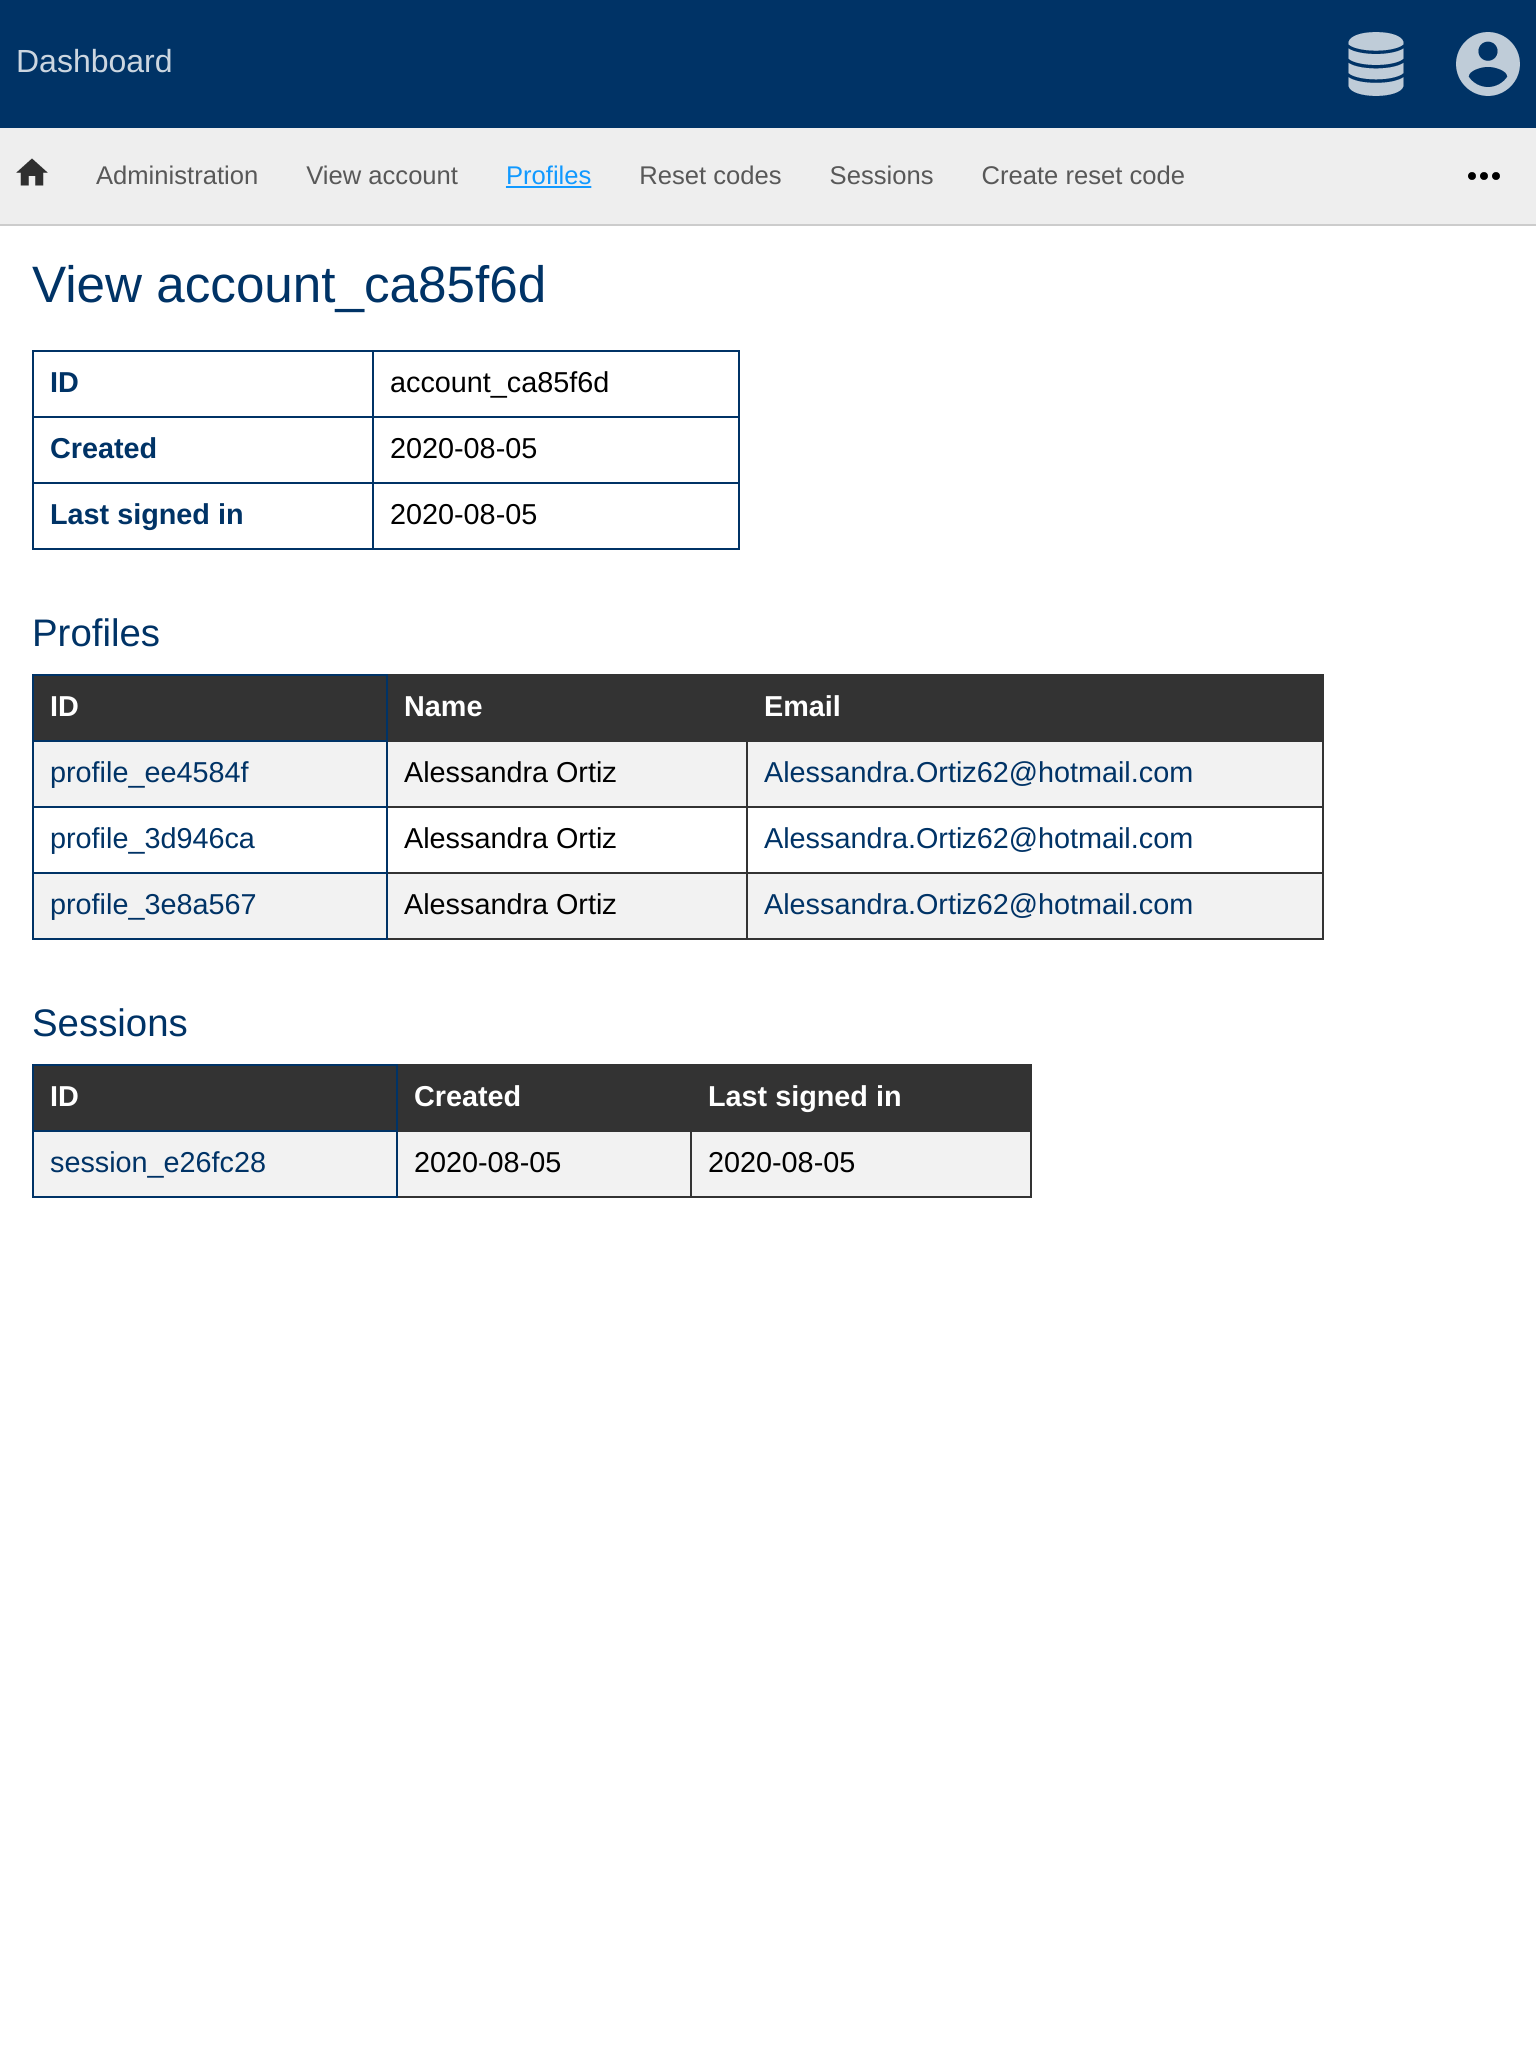 Dashboard
Administration View account Profiles Reset codes Sessions Create reset code
View account_ca85f6d
ID account_ca85f6d
Created 2020-08-05
Last signed in 2020-08-05
Profiles
ID Name Email
profile_ee4584f Alessandra Ortiz Alessandra.Ortiz62@hotmail.com
profile_3d946ca Alessandra Ortiz Alessandra.Ortiz62@hotmail.com
profile_3e8a567 Alessandra Ortiz Alessandra.Ortiz62@hotmail.com
Sessions
ID Created Last signed in
session_e26fc28 2020-08-05 2020-08-05